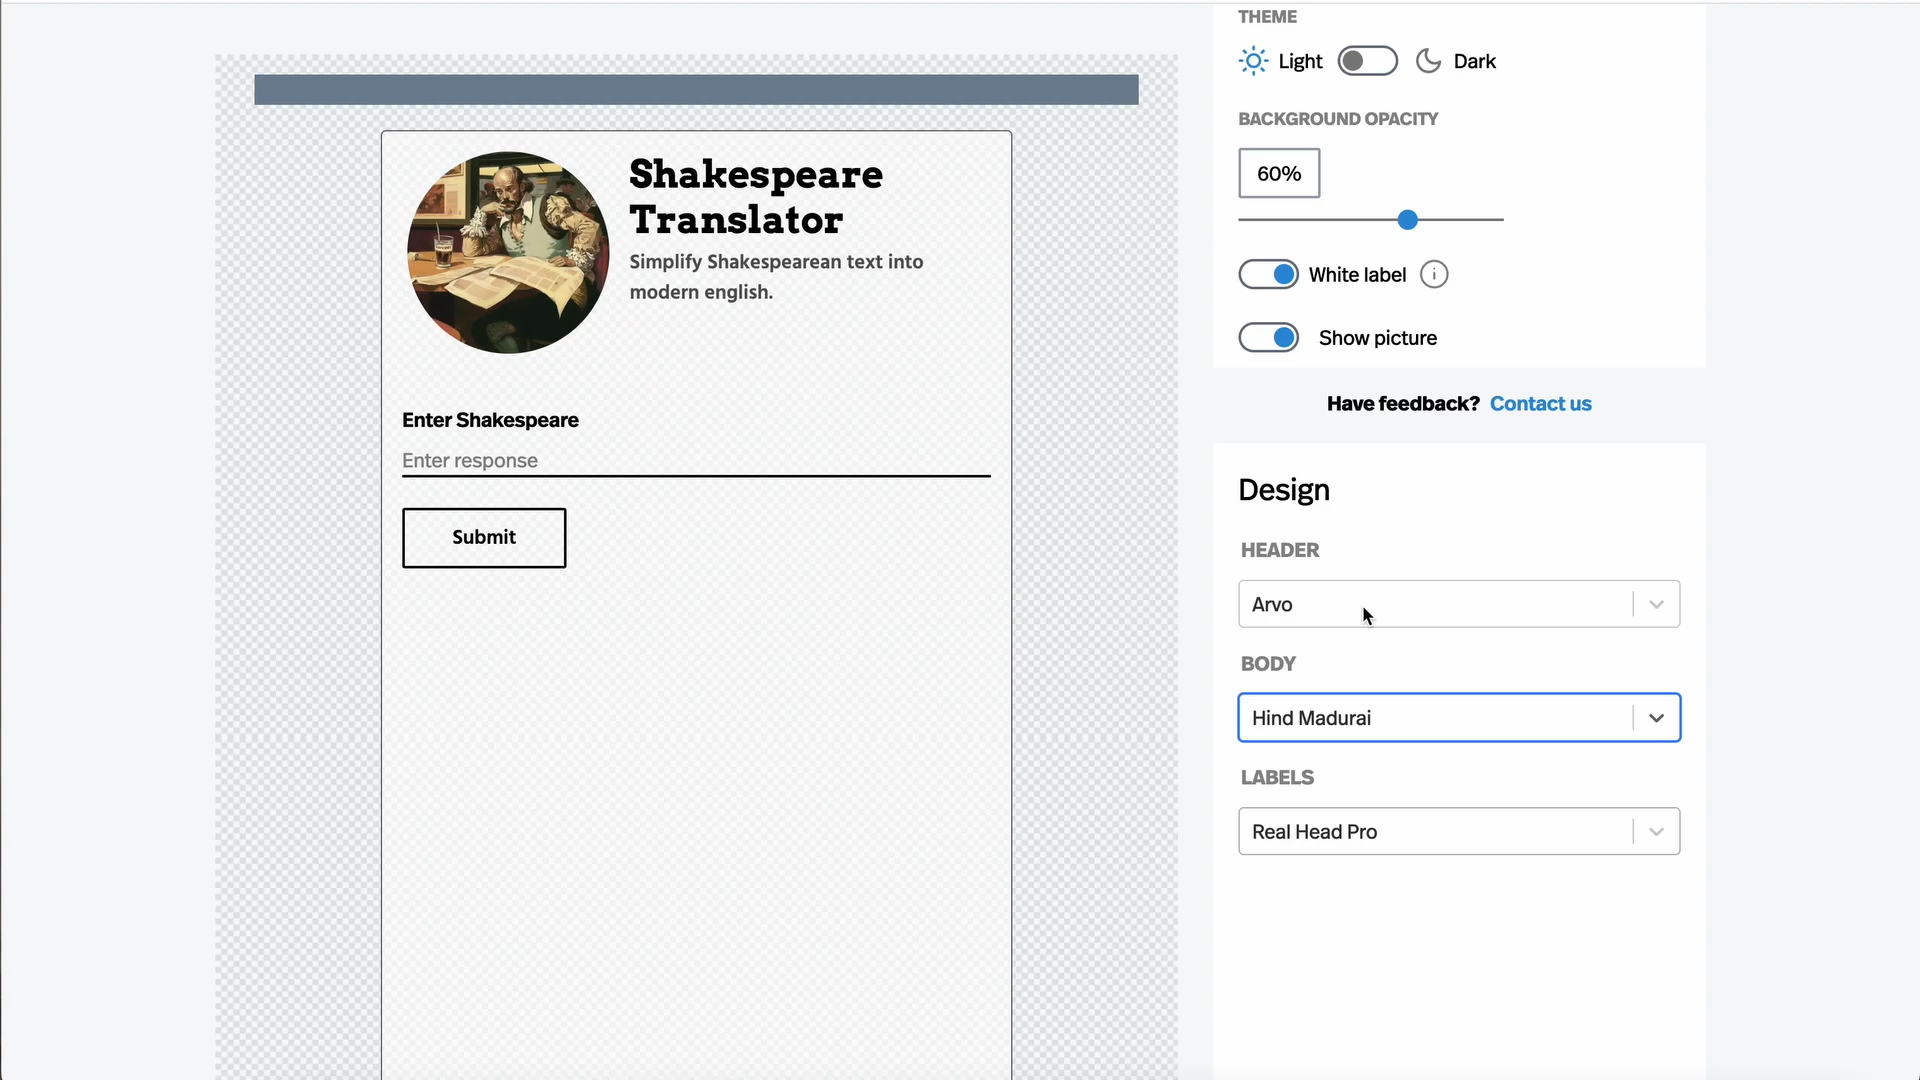 Shakespeare
Translator
Simplify Shakespearean text into
modern english.
Enter Shakespeare
Enter response
Submit
THEME
Light Dark
BACKGROUND OPACITY
60%
White label
Show picture
Have feedback? Contact us
Design
HEADER
Arvo
BODY
Hind Madurai
LABELS
Real Head Pro